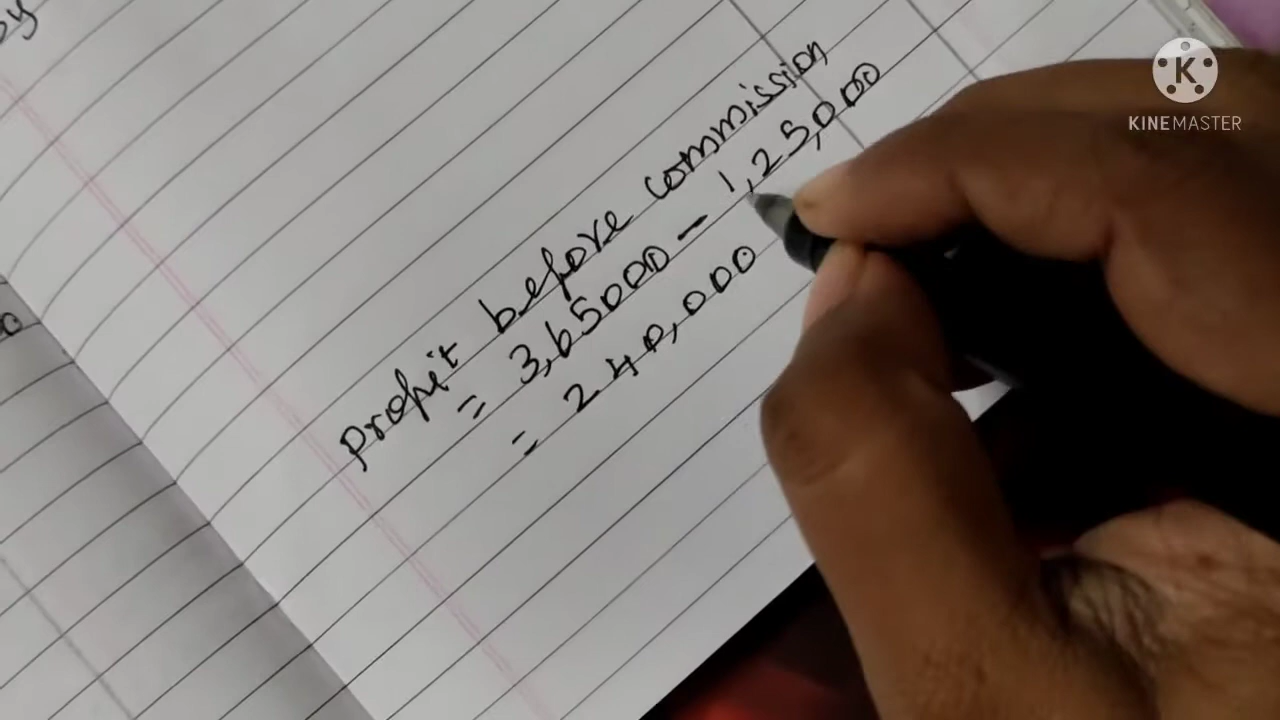 profit before commission
= 3,65000 - 1,25,000
= 240,000
KINEMASTER